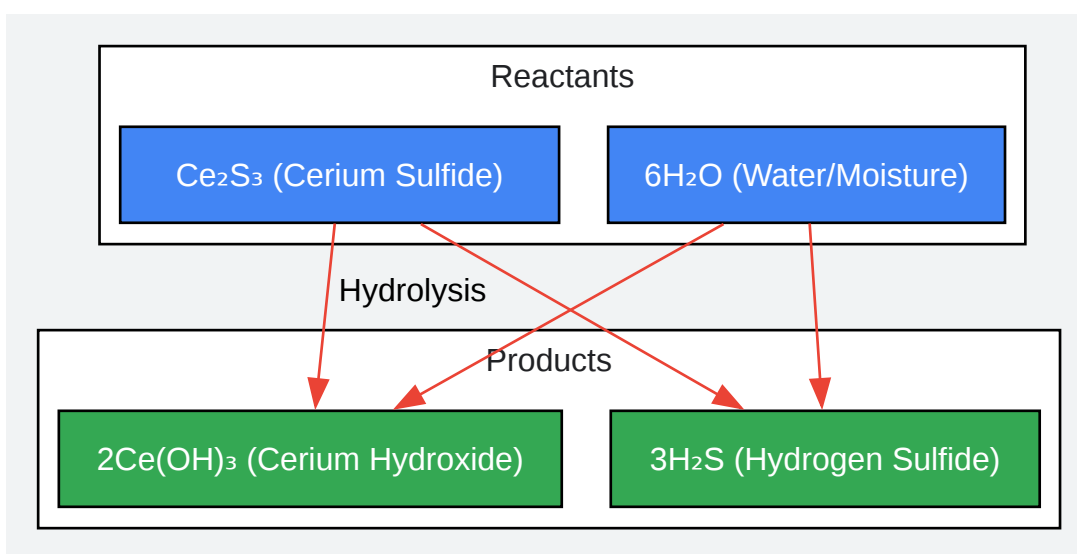 Reactants
Ce₂S₃ (Cerium Sulfide)
6H₂O (Water/Moisture)
Hydrolysis
Products
2Ce(OH)₃ (Cerium Hydroxide)
3H₂S (Hydrogen Sulfide)